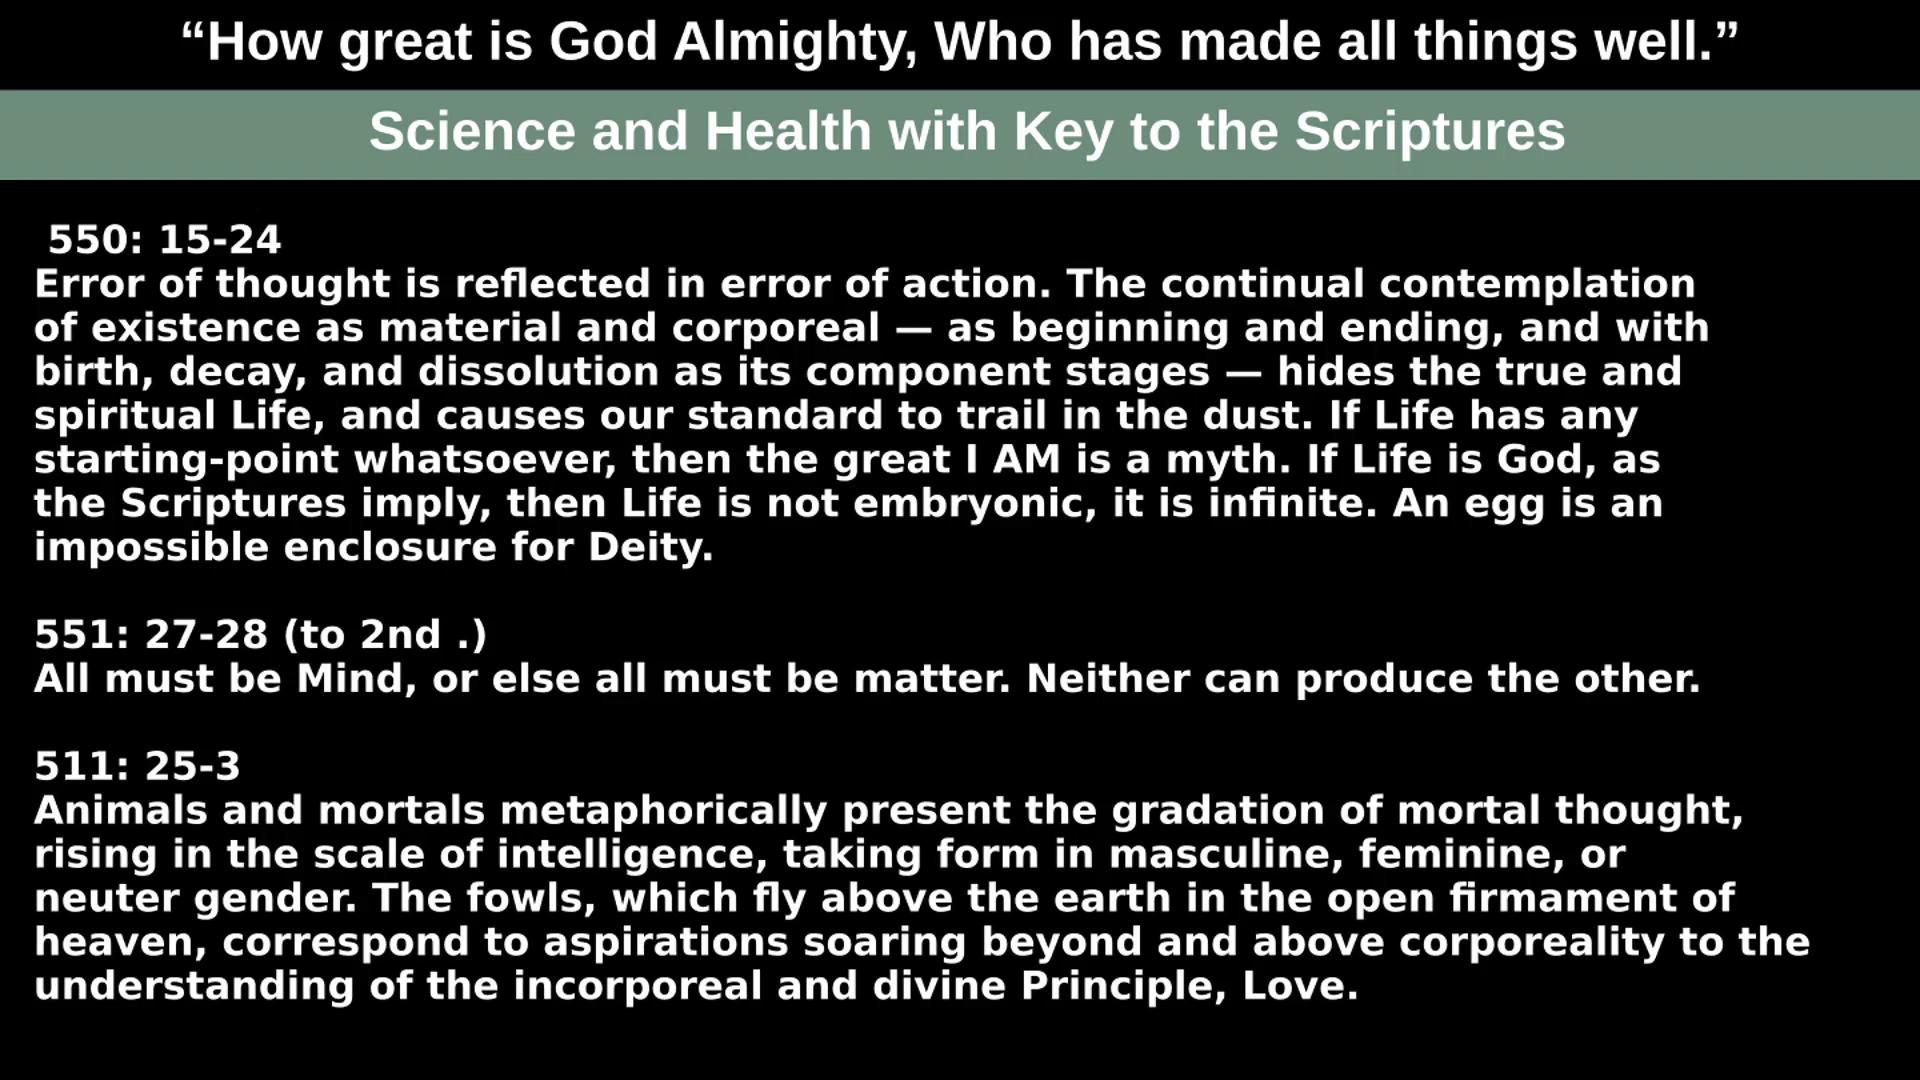 “How great is God Almighty, Who has made all things well.”
Science and Health with Key to the Scriptures
550: 15-24
Error of thought is reflected in error of action. The continual contemplation
of existence as material and corporeal — as beginning and ending, and with
birth, decay, and dissolution as its component stages — hides the true and
spiritual Life, and causes our standard to trail in the dust. If Life has any
starting-point whatsoever, then the great I AM is a myth. If Life is God, as
the Scriptures imply, then Life is not embryonic, it is infinite. An egg is an
impossible enclosure for Deity.
551: 27-28 (to 2nd .)
All must be Mind, or else all must be matter. Neither can produce the other.
511: 25-3
Animals and mortals metaphorically present the gradation of mortal thought,
rising in the scale of intelligence, taking form in masculine, feminine, or
neuter gender. The fowls, which fly above the earth in the open firmament of
heaven, correspond to aspirations soaring beyond and above corporeality to the
understanding of the incorporeal and divine Principle, Love.